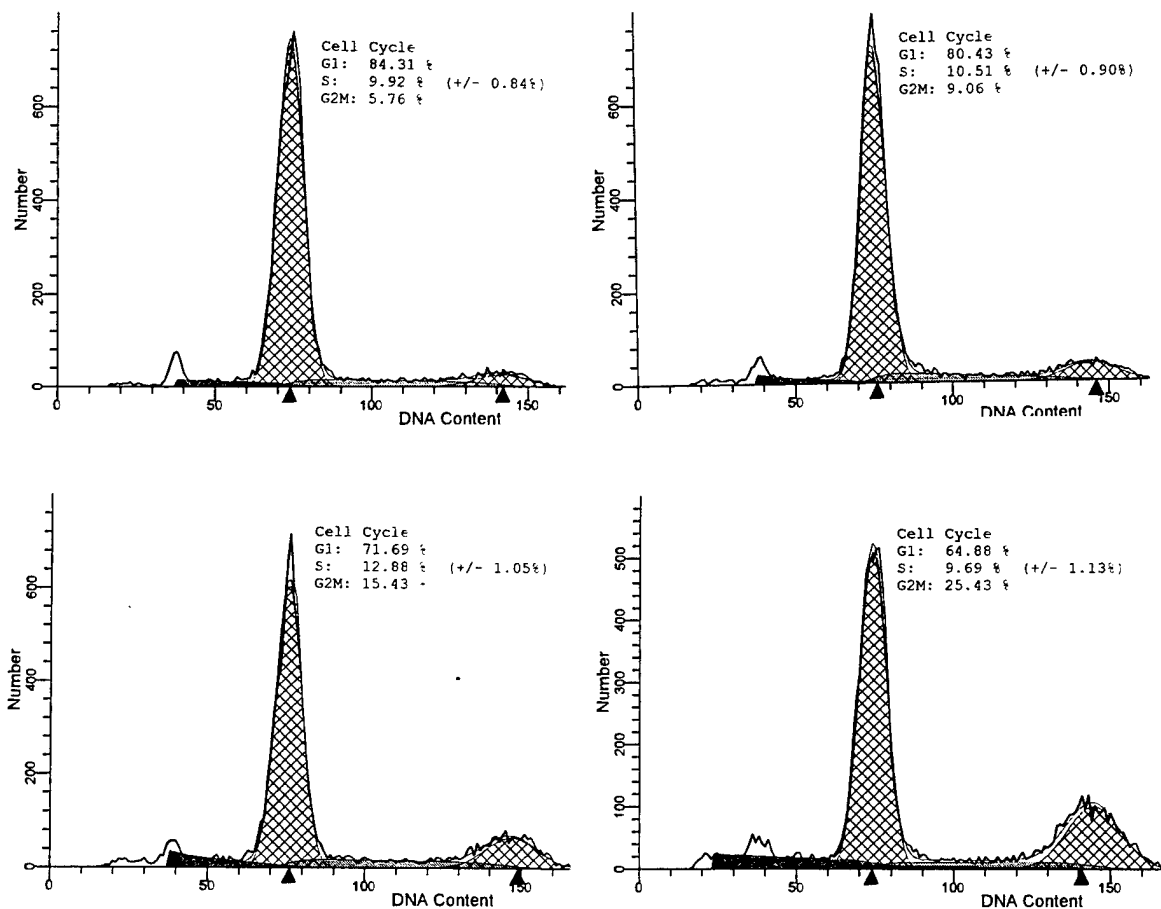 Cell Cycle
G1: 84.31 %
S: 9.92 % (+/- 0.84%)
G2M: 5.76 %
Number
0 200 400 600
0 50 100 150
DNA Content
Cell Cycle
G1: 80.43 %
S: 10.51 % (+/- 0.90%)
G2M: 9.06 %
Number
0 200 400 600
0 50 100 150
DNA Content
Cell Cycle
G1: 71.69 %
S: 12.88 % (+/- 1.05%)
G2M: 15.43 -
Number
0 200 400 600
0 50 100 150
DNA Content
Cell Cycle
G1: 64.88 %
S: 9.69 % (+/- 1.13%)
G2M: 25.43 %
Number
0 100 200 300 400 500
0 50 100 150
DNA Content